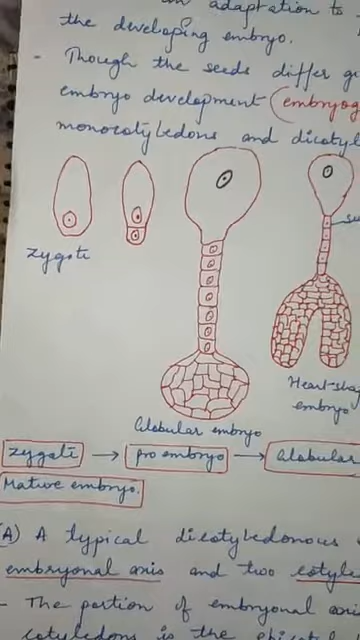 an adaptation to
the developing embryo.
- Though the seeds differ
embryo development (embryog
monocotyledons and dicotyl
zygote
su
Heart-sha
embryo
Globular embryo
zygote → pro embryo → Globular
Mature embryo.
(A) A typical dicotyledonous
embryonal axis and two cotyle
- The portion of embryonal axis
cotyledons is the